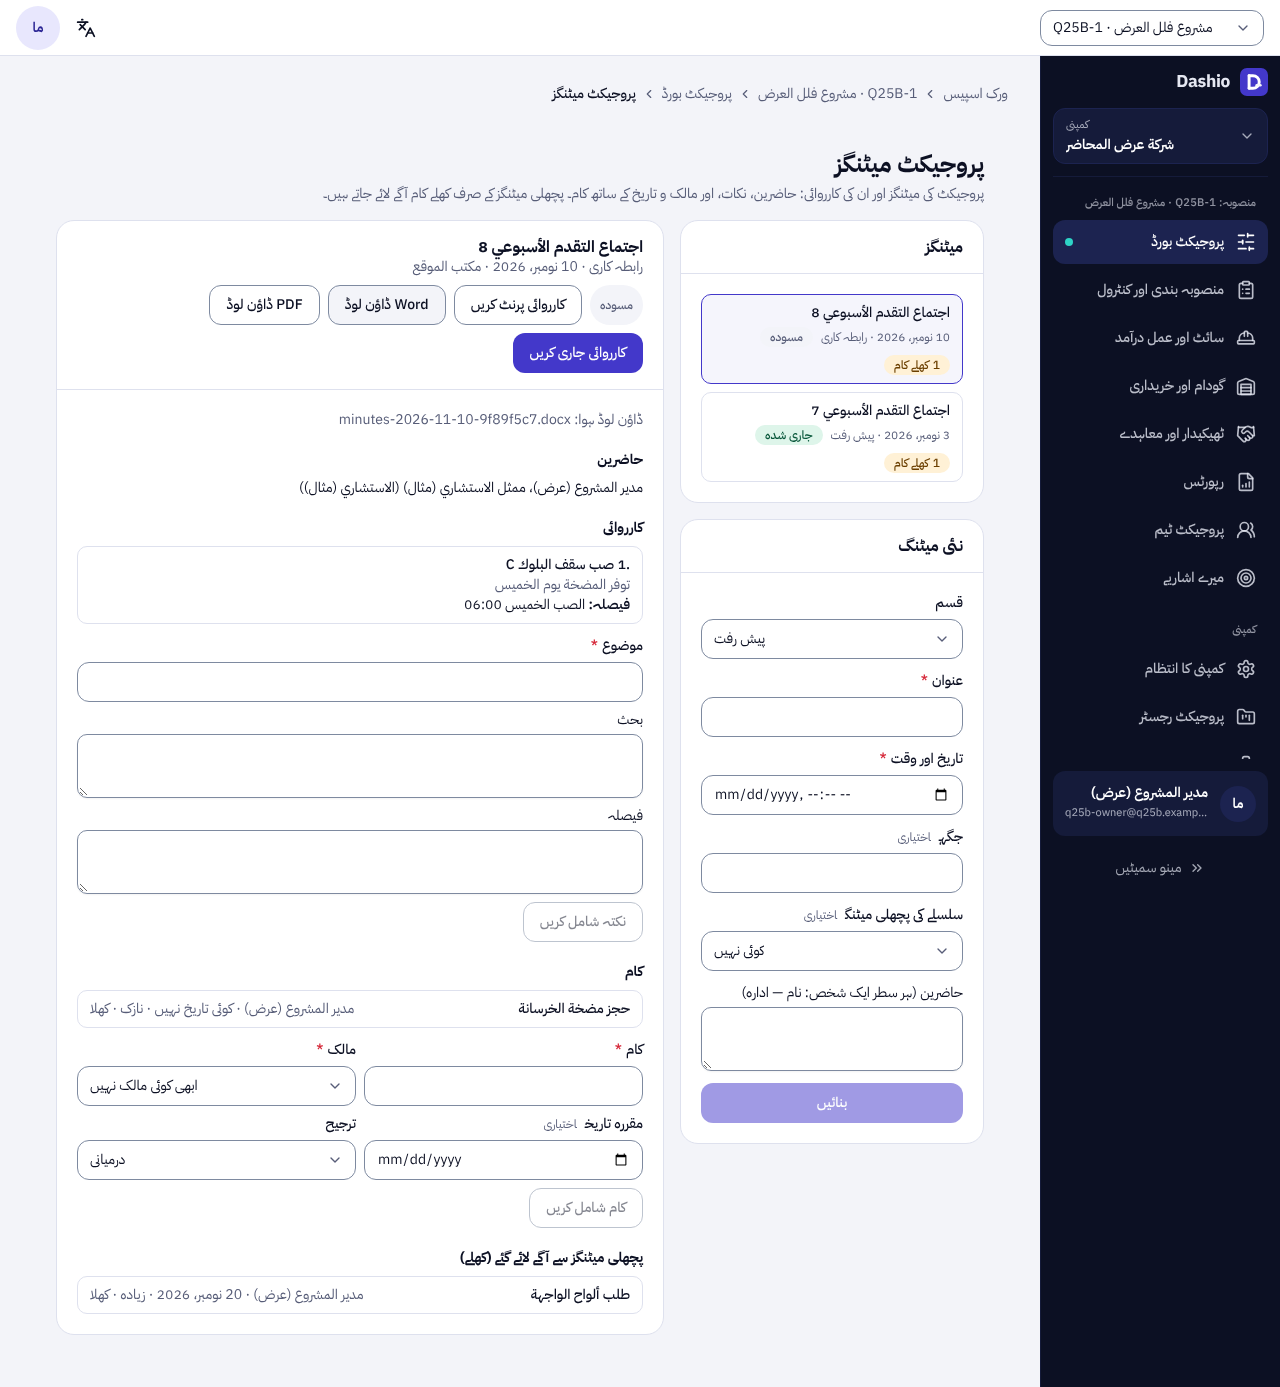 مشروع فلل العرض · Q25B-1
ما
Dashio
کمپنی
شركة عرض المحاضر
منصوبہ: Q25B-1 · مشروع فلل العرض
پروجیکٹ بورڈ
منصوبہ بندی اور کنٹرول
سائٹ اور عمل درآمد
گودام اور خریداری
ٹھیکیدار اور معاہدے
رپورٹس
پروجیکٹ ٹیم
میرے اشاریے
کمپنی
کمپنی کا انتظام
پروجیکٹ رجسٹر
ما
مدير المشروع (عرض)
q25b-owner@q25b.examp...
مینو سمیٹیں
ورک اسپیس › Q25B-1 · مشروع فلل العرض › پروجیکٹ بورڈ › پروجیکٹ میٹنگز
پروجیکٹ میٹنگز
پروجیکٹ کی میٹنگز اور ان کی کارروائی: حاضرین، نکات، اور مالک و تاریخ کے ساتھ کام۔ پچھلی میٹنگز کے صرف کھلے کام آگے لائے جاتے ہیں۔
میٹنگز
اجتماع التقدم الأسبوعي 8
10 نومبر، 2026 · رابطہ کاری
مسودہ
1 کھلے کام
اجتماع التقدم الأسبوعي 7
3 نومبر، 2026 · پیش رفت
جاری شدہ
1 کھلے کام
نئی میٹنگ
قسم
پیش رفت
عنوان *
تاریخ اور وقت *
mm/dd/yyyy, --:-- --
جگہ اختیاری
سلسلے کی پچھلی میٹنگ اختیاری
کوئی نہیں
حاضرین (ہر سطر ایک شخص: نام — ادارہ)
بنائیں
اجتماع التقدم الأسبوعي 8
رابطہ کاری · 10 نومبر، 2026 · مكتب الموقع
مسودہ
کارروائی پرنٹ کریں
Word ڈاؤن لوڈ
PDF ڈاؤن لوڈ
کارروائی جاری کریں
ڈاؤن لوڈ ہوا: minutes-2026-11-10-9f89f5c7.docx
حاضرین
مدير المشروع (عرض)، ممثل الاستشاري (مثال) (الاستشاري (مثال))
کارروائی
1. صب سقف البلوك C
توفر المضخة يوم الخميس
فیصلہ: الصب الخميس 06:00
موضوع *
بحث
فیصلہ
نکتہ شامل کریں
کام
حجز مضخة الخرسانة
مدير المشروع (عرض) · کوئی تاریخ نہیں · نازک · کھلا
کام *
مالک *
ابھی کوئی مالک نہیں
مقررہ تاریخ اختیاری
mm/dd/yyyy
ترجیح
درمیانی
کام شامل کریں
پچھلی میٹنگز سے آگے لائے گئے (کھلے)
طلب ألواح الواجهة
مدير المشروع (عرض) · 20 نومبر، 2026 · زیادہ · کھلا